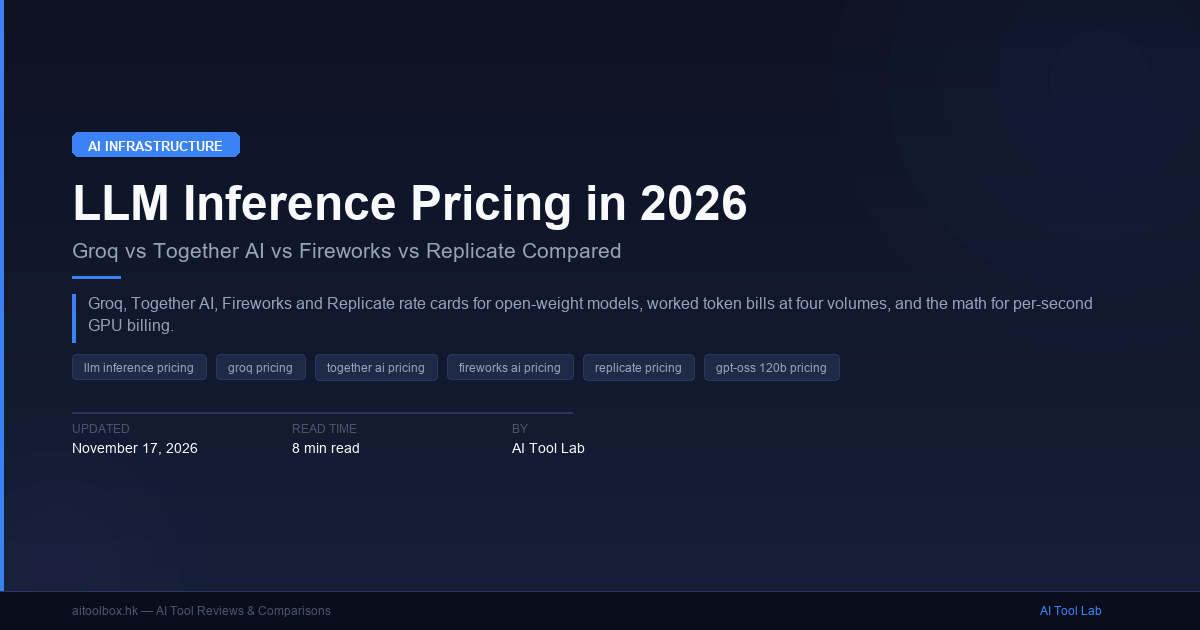 AI INFRASTRUCTURE
LLM Inference Pricing in 2026
Groq vs Together AI vs Fireworks vs Replicate Compared
Groq, Together AI, Fireworks and Replicate rate cards for open-weight models, worked token bills at four volumes, and the math for per-second
GPU billing.
llm inference pricing groq pricing together ai pricing fireworks ai pricing replicate pricing gpt-oss 120b pricing
UPDATED READ TIME BY
November 17, 2026 8 min read AI Tool Lab
aitoolbox.hk — AI Tool Reviews & Comparisons AI Tool Lab